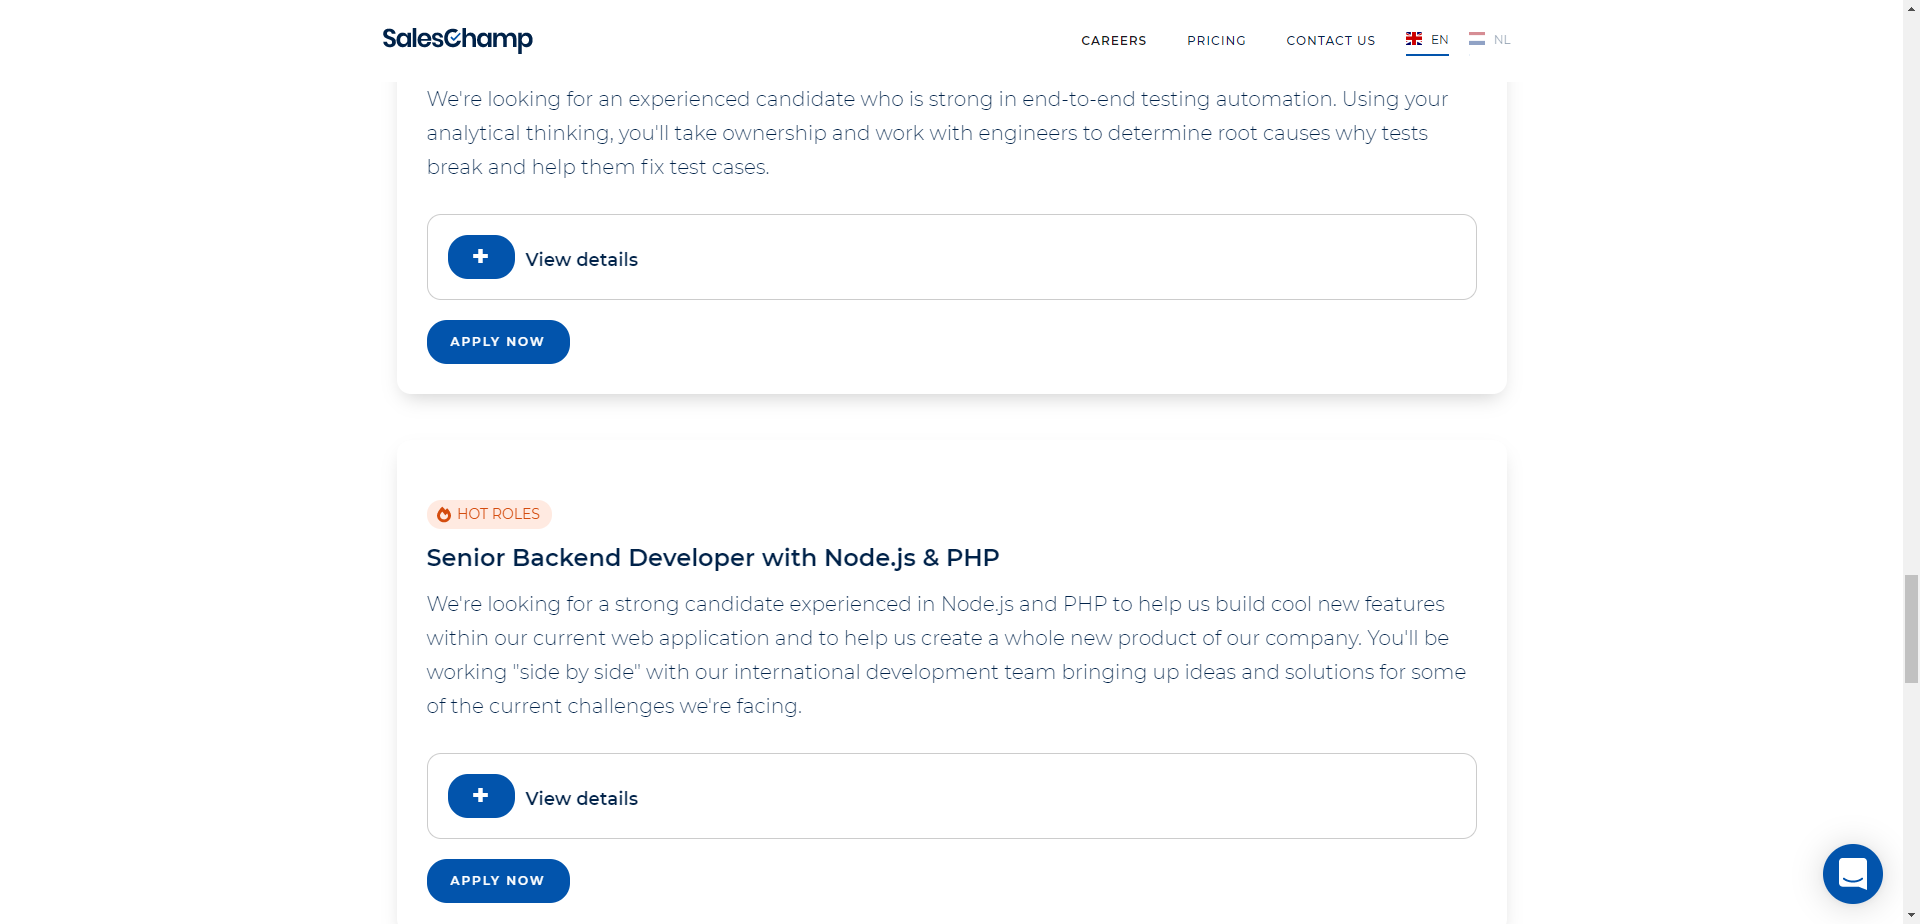 SalesChamp
CAREERS
PRICING
CONTACT US
EN
NL
We're looking for an experienced candidate who is strong in end-to-end testing automation. Using your
analytical thinking, you'll take ownership and work with engineers to determine root causes why tests
break and help them fix test cases.
View details
APPLY NOW
HOT ROLES
Senior Backend Developer with Node.js & PHP
We're looking for a strong candidate experienced in Node.js and PHP to help us build cool new features
within our current web application and to help us create a whole new product of our company. You'll be
working "side by side" with our international development team bringing up ideas and solutions for some
of the current challenges we're facing.
View details
APPLY NOW